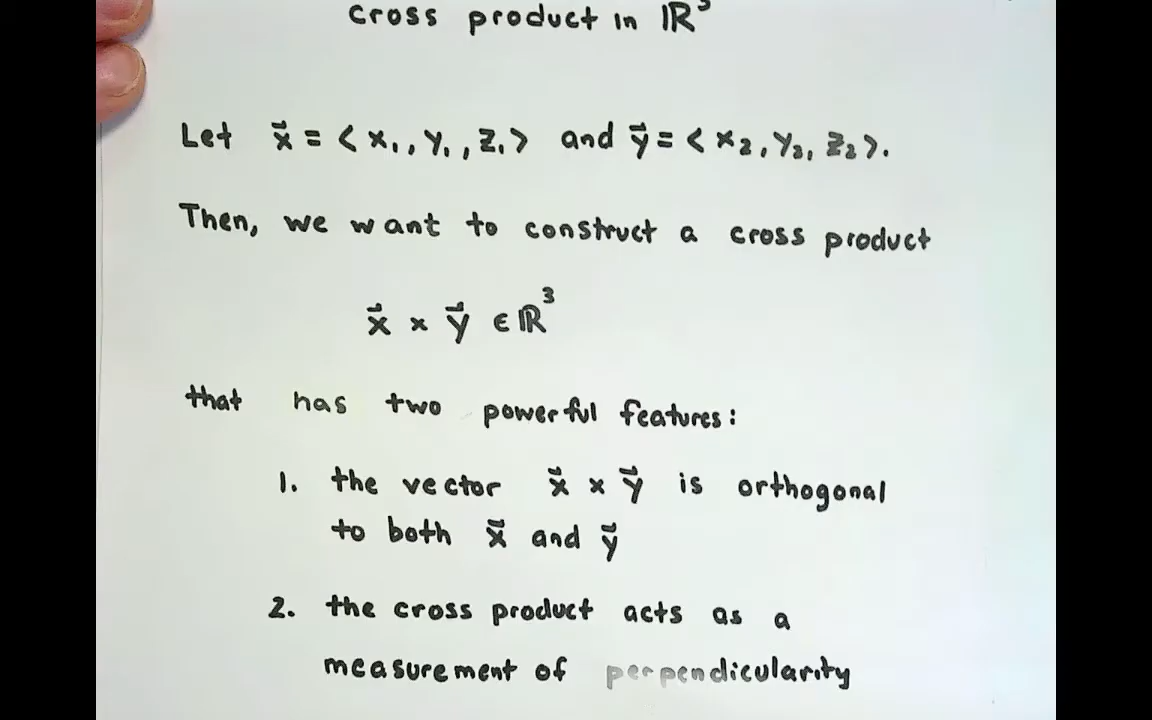 cross product in ℝ³
Let x⃗ = < x₁, y₁, z₁ > and y⃗ = < x₂, y₂, z₂ >.
Then, we want to construct a cross product
x⃗ × y⃗ ∈ ℝ³
that has two powerful features:
1. the vector x⃗ × y⃗ is orthogonal
to both x⃗ and y⃗
2. the cross product acts as a
measurement of perpendicularity